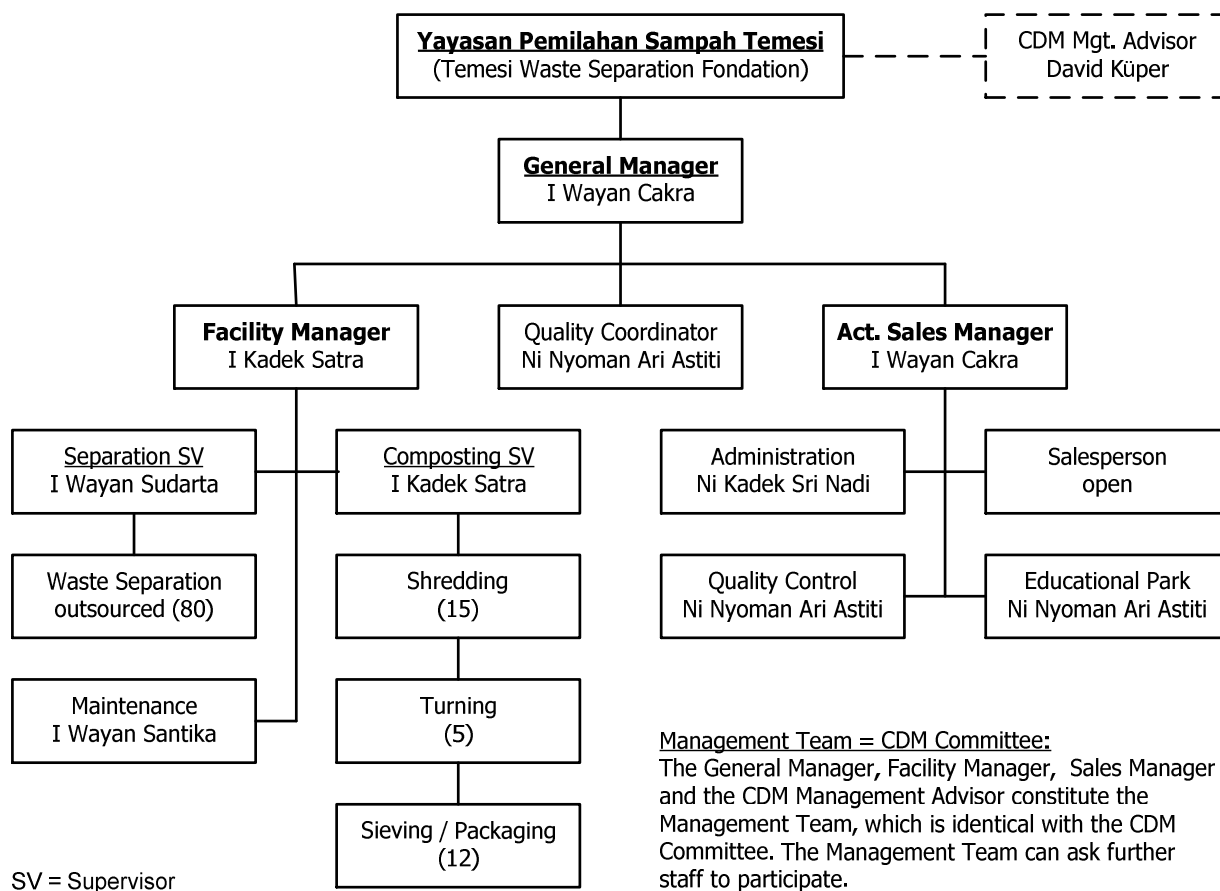 Yayasan Pemilahan Sampah Temesi
(Temesi Waste Separation Fondation)
CDM Mgt. Advisor
David Küper
General Manager
I Wayan Cakra
Facility Manager
I Kadek Satra
Quality Coordinator
Ni Nyoman Ari Astiti
Act. Sales Manager
I Wayan Cakra
Separation SV
I Wayan Sudarta
Composting SV
I Kadek Satra
Administration
Ni Kadek Sri Nadi
Salesperson
open
Waste Separation
outsourced (80)
Shredding
(15)
Quality Control
Ni Nyoman Ari Astiti
Educational Park
Ni Nyoman Ari Astiti
Maintenance
I Wayan Santika
Turning
(5)
Sieving / Packaging
(12)
Management Team = CDM Committee:
The General Manager, Facility Manager, Sales Manager
and the CDM Management Advisor constitute the
Management Team, which is identical with the CDM
Committee. The Management Team can ask further
staff to participate.
SV = Supervisor